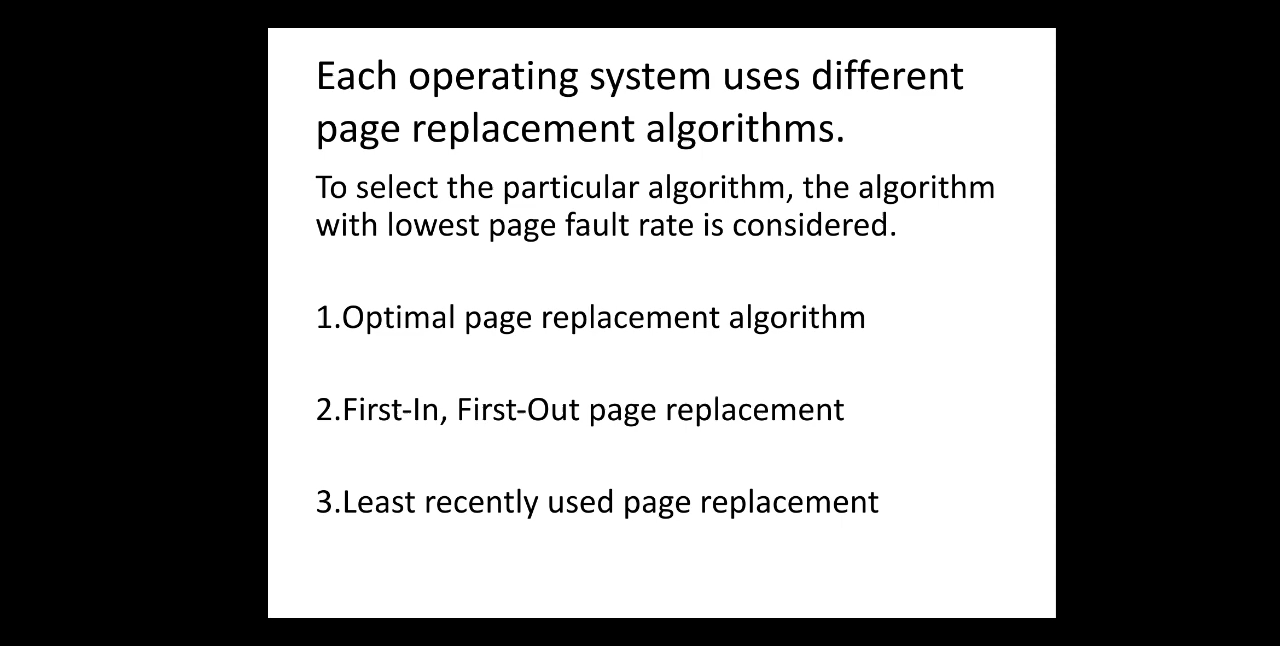 Each operating system uses different
page replacement algorithms.
To select the particular algorithm, the algorithm
with lowest page fault rate is considered.
1.Optimal page replacement algorithm
2.First-In, First-Out page replacement
3.Least recently used page replacement